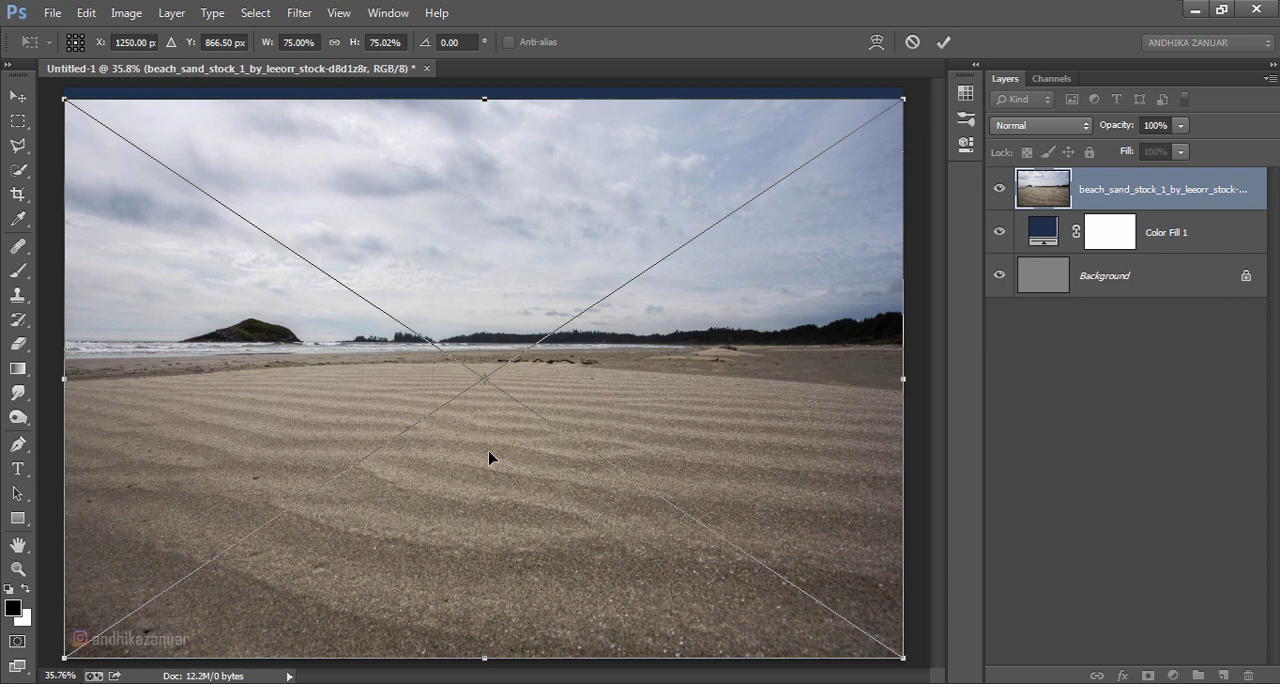 Ps File Edit Image Layer Type Select Filter View Window Help
X: 1250.00 p: Y: 866.50 px W: 75.00% H: 75.02% 0.00 ° Anti-alias ANDHIKA ZANUAR
Untitled-1 @ 35.8% (beach_sand_stock_1_by_leeorr_stock-d8d1z8r, RGB/8) * ×
Layers Channels
Kind
Normal Opacity: 100%
Lock: Fill: 100%
beach_sand_stock_1_by_leeorr_stock-...
Color Fill 1
Background
andhikazanuar
35.76% Doc: 12.2M/0 bytes